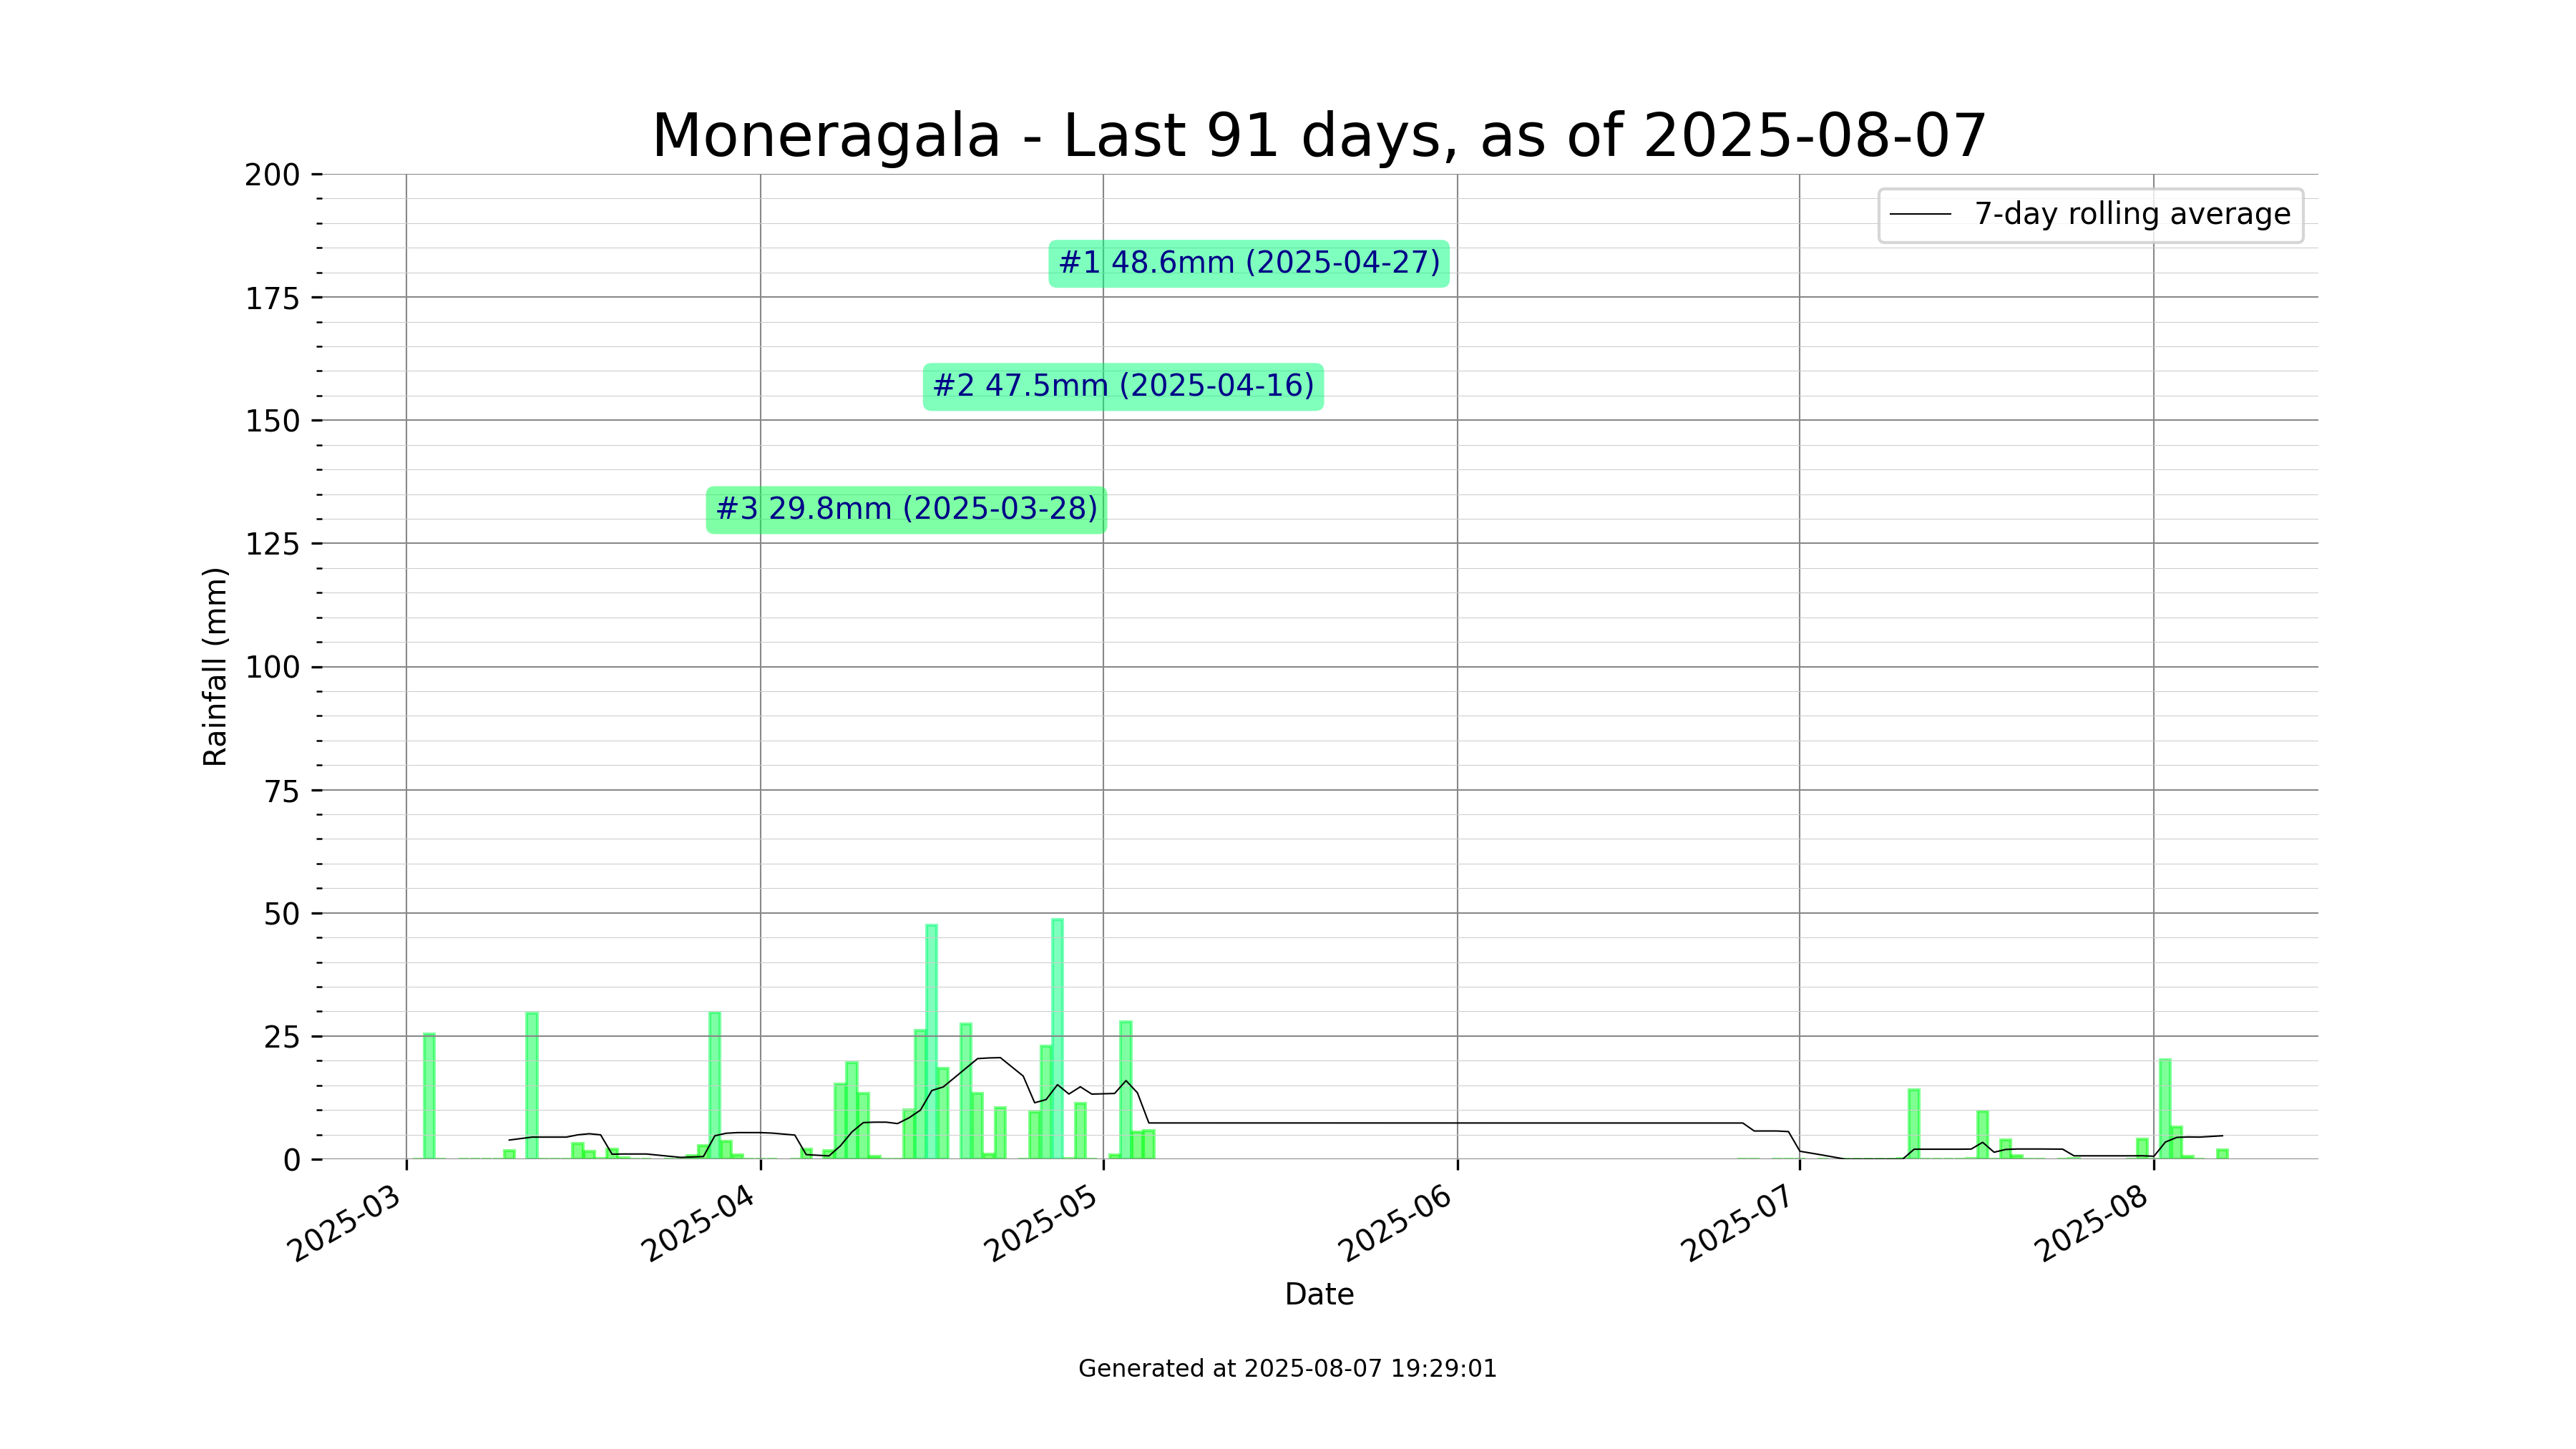 Moneragala - Last 91 days, as of 2025-08-07
7-day rolling average
#1 48.6mm (2025-04-27)
#2 47.5mm (2025-04-16)
#3 29.8mm (2025-03-28)
Rainfall (mm)
200
175
150
125
100
75
50
25
0
2025-03
2025-04
2025-05
2025-06
2025-07
2025-08
Date
Generated at 2025-08-07 19:29:01